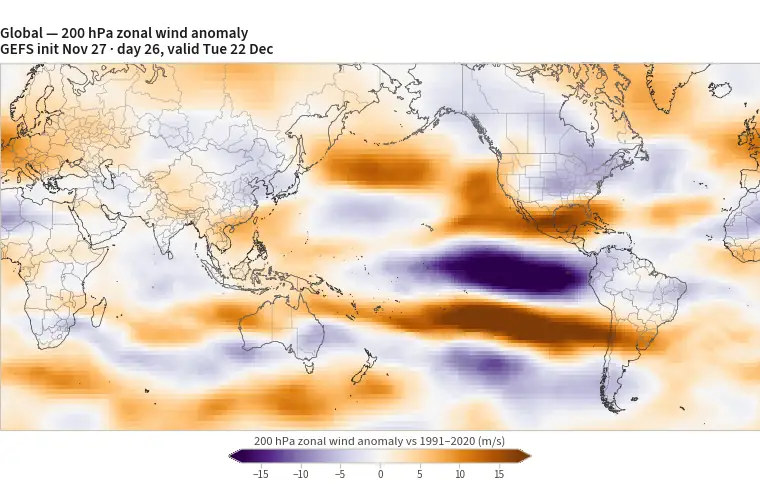 Global — 200 hPa zonal wind anomaly
GEFS init Nov 27 · day 26, valid Tue 22 Dec
200 hPa zonal wind anomaly vs 1991–2020 (m/s)
−15 −10 −5 0 5 10 15